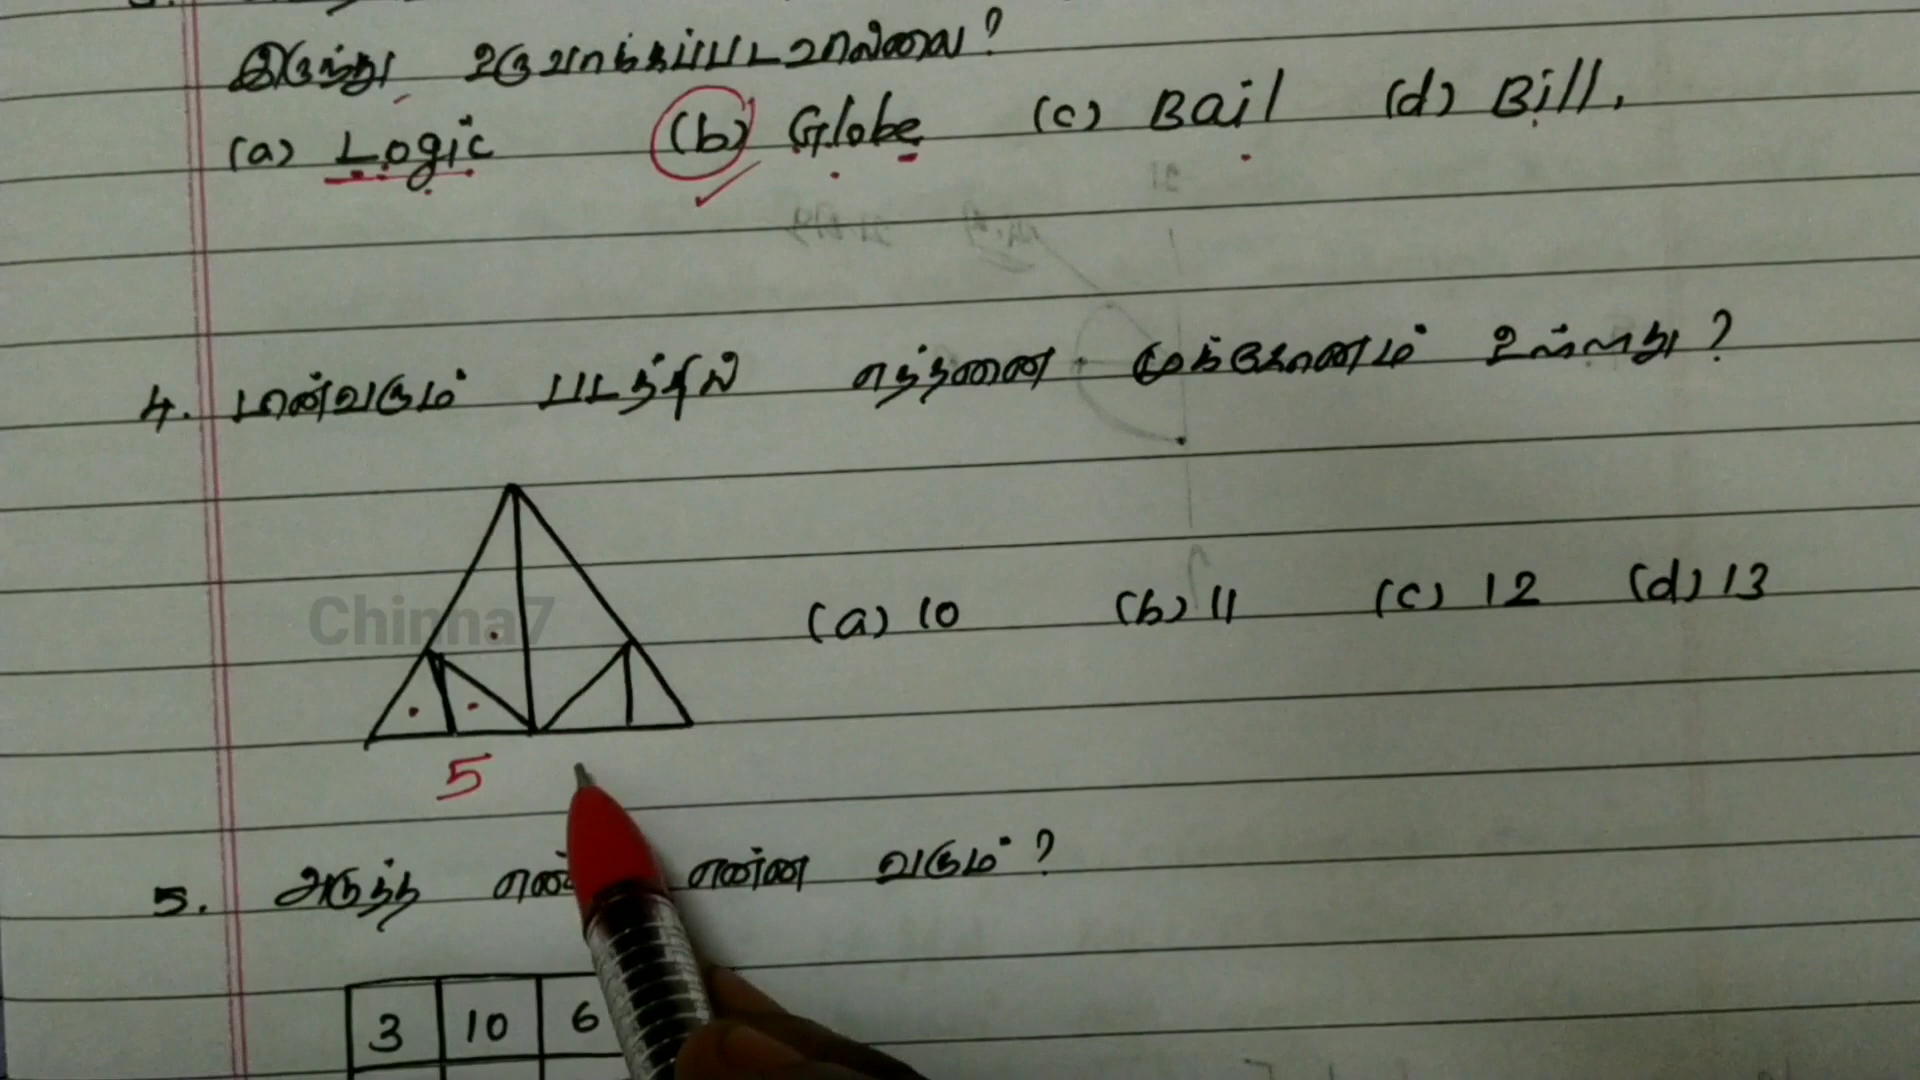 இருந்து உருவாக்கப்படவில்லை?
(a) Logic (b) Globe (c) Bail (d) Bill.
4. பின்வரும் படத்தில் எத்தனை முக்கோணம் உள்ளது?
Chinna7
(a) 10 (b) 11 (c) 12 (d) 13
5
5. அடுத்த என்ன வரும்?
3 10 6